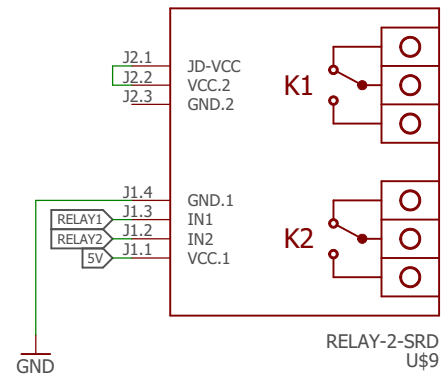 J2.1 JD-VCC
J2.2 VCC.2
J2.3 GND.2
K1
J1.4 GND.1
RELAY1 J1.3 IN1
RELAY2 J1.2 IN2
5V J1.1 VCC.1
K2
RELAY-2-SRD
U$9
GND